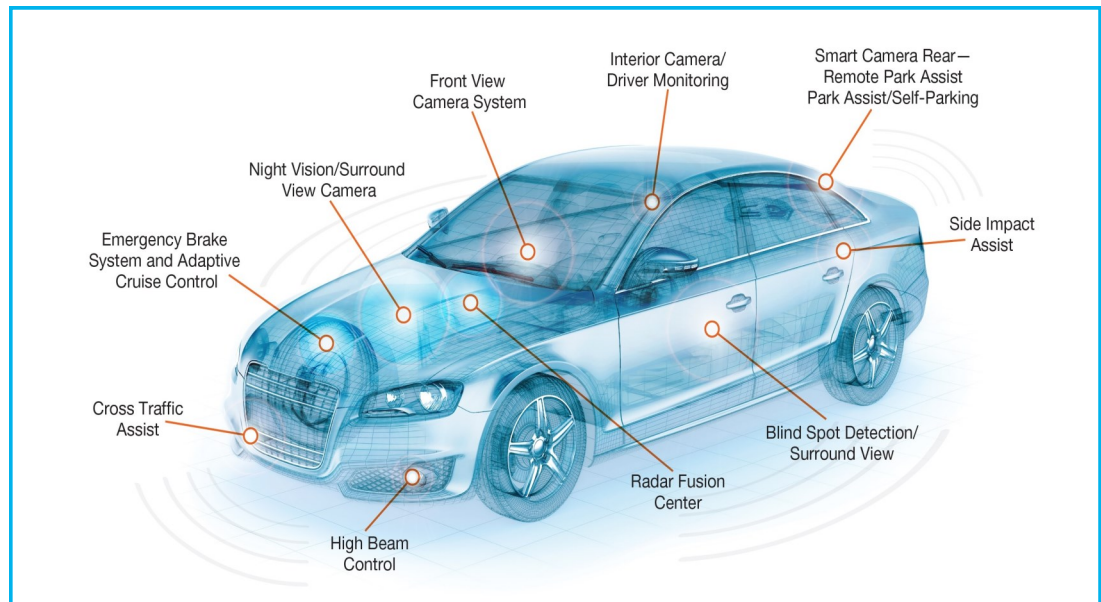 Smart Camera Rear—
Remote Park Assist
Park Assist/Self-Parking
Interior Camera/
Driver Monitoring
Front View
Camera System
Night Vision/Surround
View Camera
Side Impact
Assist
Emergency Brake
System and Adaptive
Cruise Control
Cross Traffic
Assist
Blind Spot Detection/
Surround View
Radar Fusion
Center
High Beam
Control